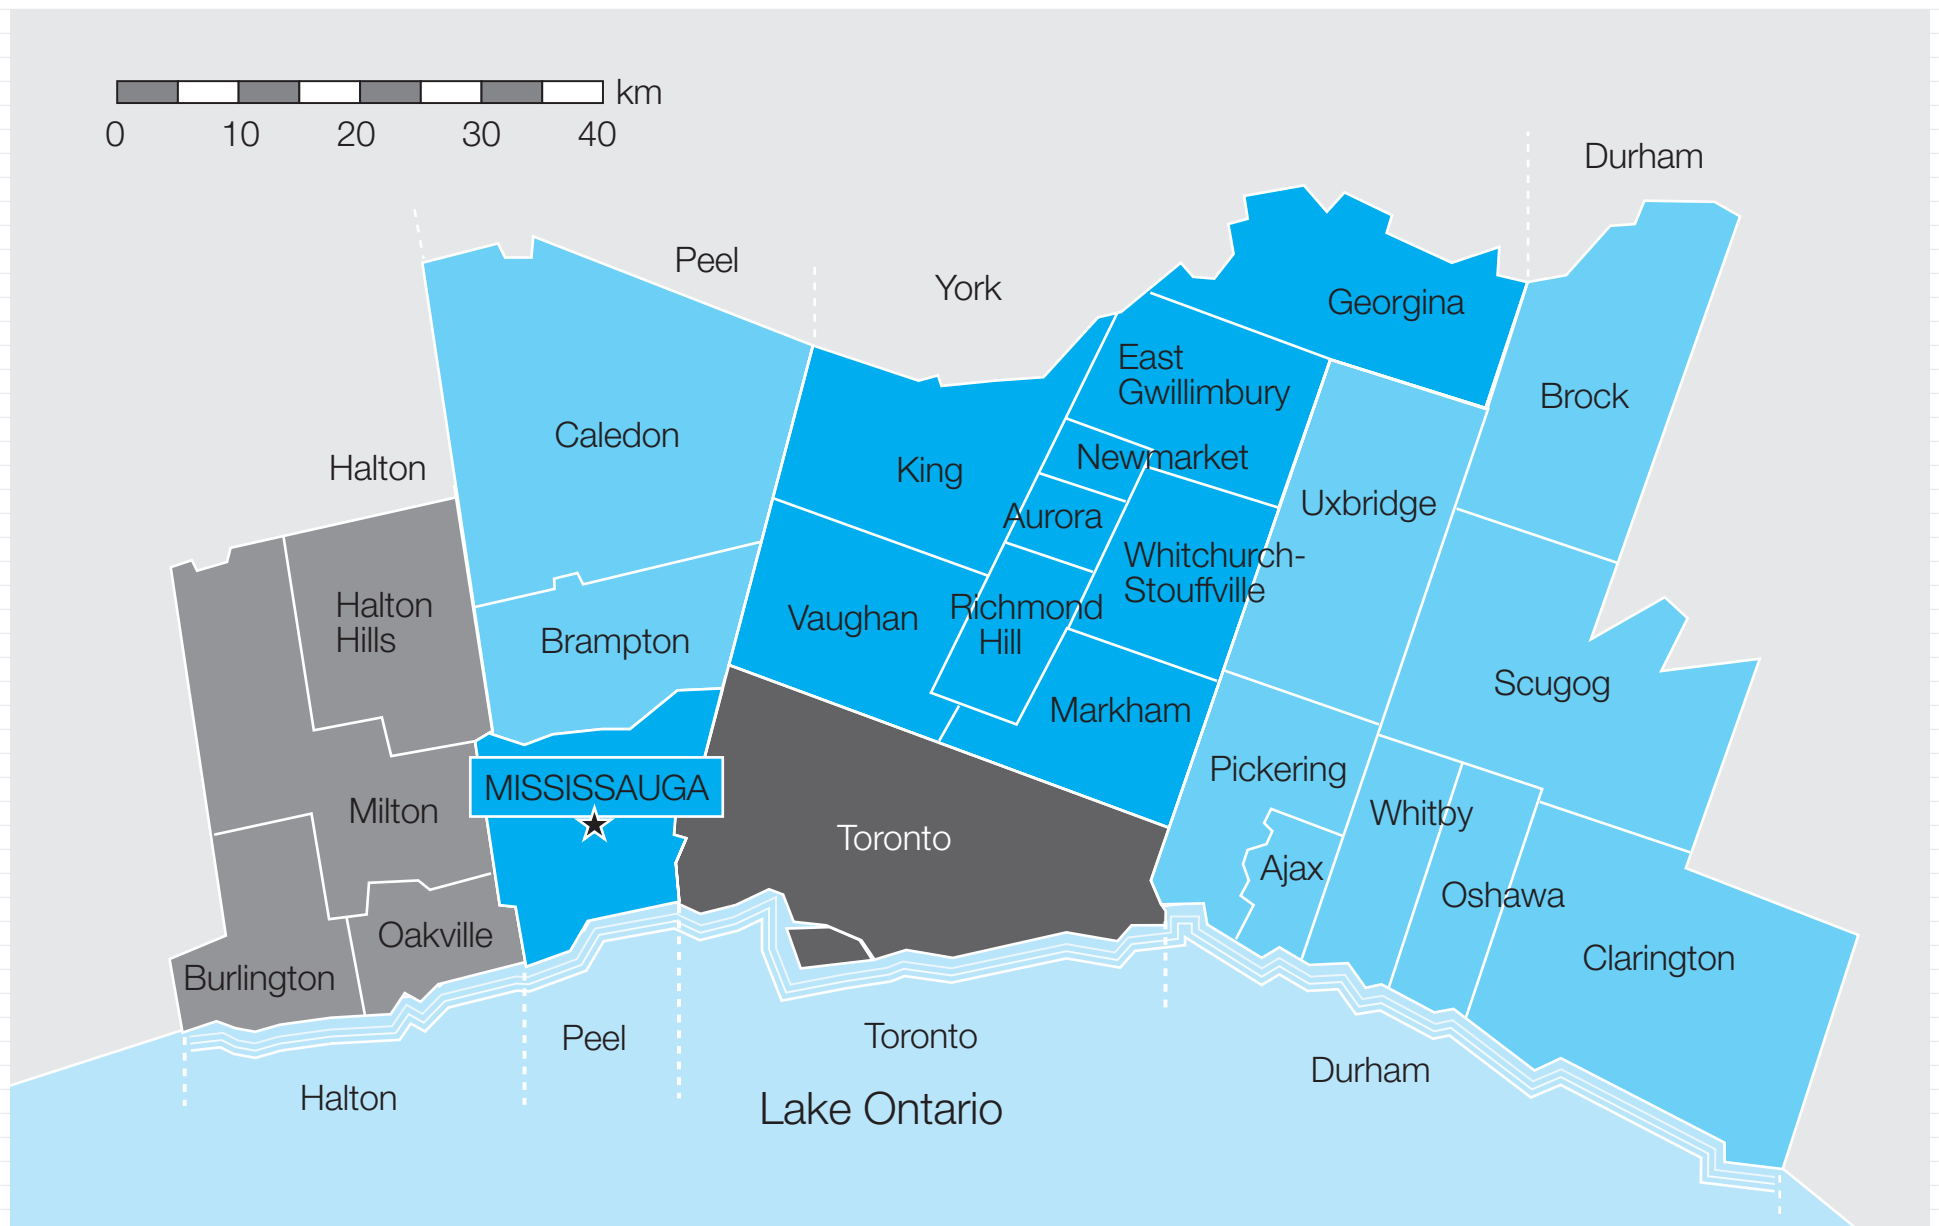 km
0 10 20 30 40
Durham
Peel
York
Georgina
East
Gwillimbury
Brock
Caledon
Halton
King
Newmarket
Uxbridge
Aurora
Whitchurch-
Stouffville
Halton
Hills
Vaughan
Richmond
Hill
Brampton
Scugog
Markham
Pickering
MISSISSAUGA
Milton
Whitby
Toronto
Ajax
Oshawa
Oakville
Clarington
Burlington
Peel
Toronto
Durham
Halton
Lake Ontario